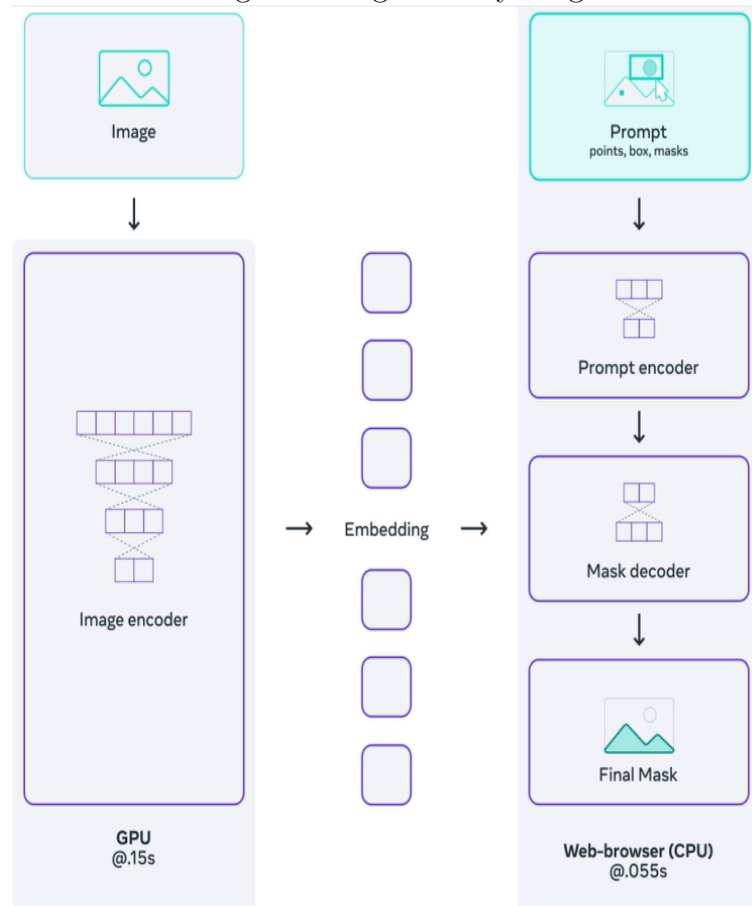 Image
Prompt
points, box, masks
Prompt encoder
Embedding
Mask decoder
Image encoder
Final Mask
GPU
@.15s
Web-browser (CPU)
@.055s